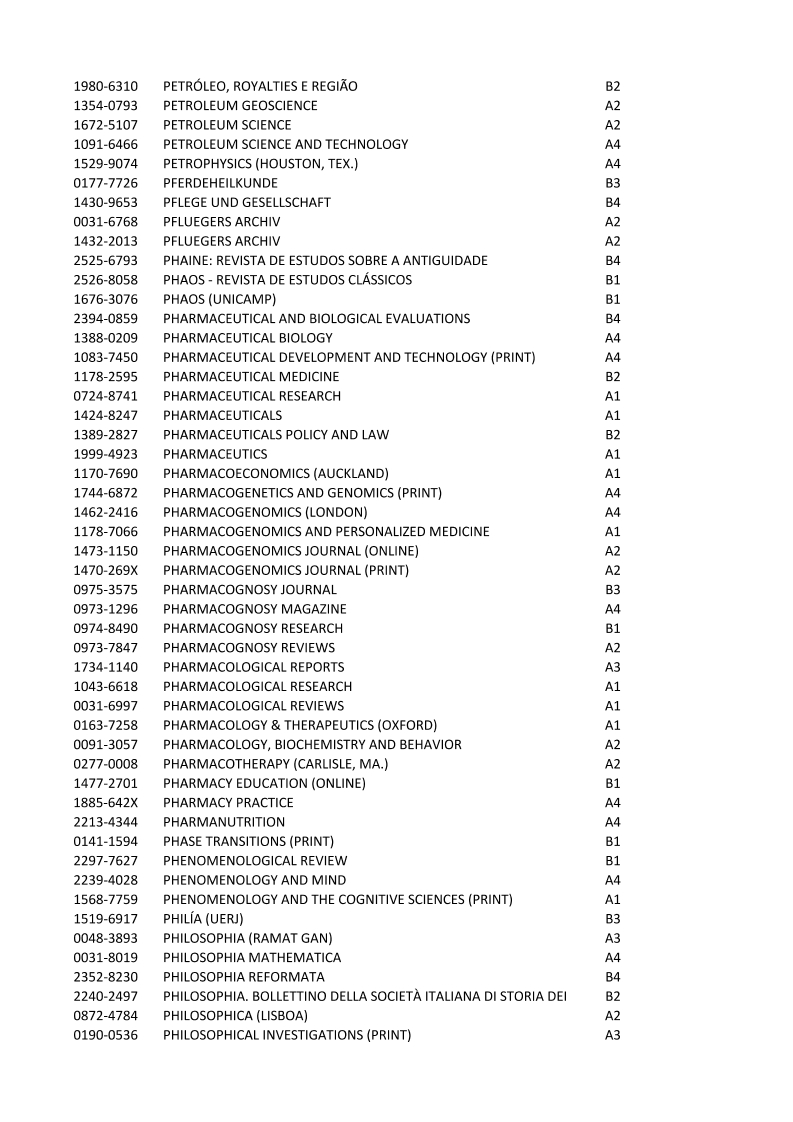 1980-6310 PETRÓLEO, ROYALTIES E REGIÃO B2
1354-0793 PETROLEUM GEOSCIENCE A2
1672-5107 PETROLEUM SCIENCE A2
1091-6466 PETROLEUM SCIENCE AND TECHNOLOGY A4
1529-9074 PETROPHYSICS (HOUSTON, TEX.) A4
0177-7726 PFERDEHEILKUNDE B3
1430-9653 PFLEGE UND GESELLSCHAFT B4
0031-6768 PFLUEGERS ARCHIV A2
1432-2013 PFLUEGERS ARCHIV A2
2525-6793 PHAINE: REVISTA DE ESTUDOS SOBRE A ANTIGUIDADE B4
2526-8058 PHAOS - REVISTA DE ESTUDOS CLÁSSICOS B1
1676-3076 PHAOS (UNICAMP) B1
2394-0859 PHARMACEUTICAL AND BIOLOGICAL EVALUATIONS B4
1388-0209 PHARMACEUTICAL BIOLOGY A4
1083-7450 PHARMACEUTICAL DEVELOPMENT AND TECHNOLOGY (PRINT) A4
1178-2595 PHARMACEUTICAL MEDICINE B2
0724-8741 PHARMACEUTICAL RESEARCH A1
1424-8247 PHARMACEUTICALS A1
1389-2827 PHARMACEUTICALS POLICY AND LAW B2
1999-4923 PHARMACEUTICS A1
1170-7690 PHARMACOECONOMICS (AUCKLAND) A1
1744-6872 PHARMACOGENETICS AND GENOMICS (PRINT) A4
1462-2416 PHARMACOGENOMICS (LONDON) A4
1178-7066 PHARMACOGENOMICS AND PERSONALIZED MEDICINE A1
1473-1150 PHARMACOGENOMICS JOURNAL (ONLINE) A2
1470-269X PHARMACOGENOMICS JOURNAL (PRINT) A2
0975-3575 PHARMACOGNOSY JOURNAL B3
0973-1296 PHARMACOGNOSY MAGAZINE A4
0974-8490 PHARMACOGNOSY RESEARCH B1
0973-7847 PHARMACOGNOSY REVIEWS A2
1734-1140 PHARMACOLOGICAL REPORTS A3
1043-6618 PHARMACOLOGICAL RESEARCH A1
0031-6997 PHARMACOLOGICAL REVIEWS A1
0163-7258 PHARMACOLOGY & THERAPEUTICS (OXFORD) A1
0091-3057 PHARMACOLOGY, BIOCHEMISTRY AND BEHAVIOR A2
0277-0008 PHARMACOTHERAPY (CARLISLE, MA.) A2
1477-2701 PHARMACY EDUCATION (ONLINE) B1
1885-642X PHARMACY PRACTICE A4
2213-4344 PHARMANUTRITION A4
0141-1594 PHASE TRANSITIONS (PRINT) B1
2297-7627 PHENOMENOLOGICAL REVIEW B1
2239-4028 PHENOMENOLOGY AND MIND A4
1568-7759 PHENOMENOLOGY AND THE COGNITIVE SCIENCES (PRINT) A1
1519-6917 PHILÍA (UERJ) B3
0048-3893 PHILOSOPHIA (RAMAT GAN) A3
0031-8019 PHILOSOPHIA MATHEMATICA A4
2352-8230 PHILOSOPHIA REFORMATA B4
2240-2497 PHILOSOPHIA. BOLLETTINO DELLA SOCIETÀ ITALIANA DI STORIA DEI B2
0872-4784 PHILOSOPHICA (LISBOA) A2
0190-0536 PHILOSOPHICAL INVESTIGATIONS (PRINT) A3